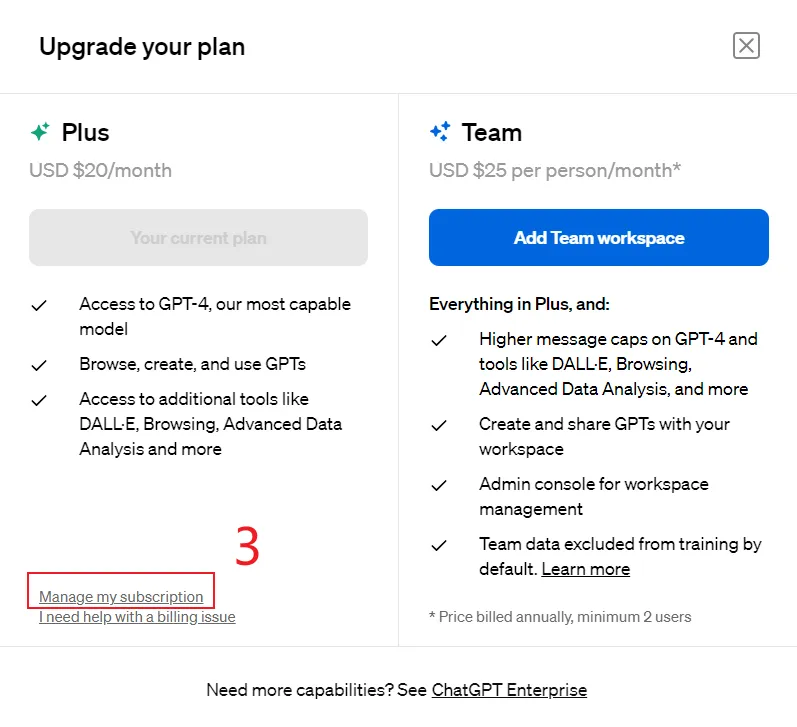 Upgrade your plan
Plus
USD $20/month
Your current plan
Access to GPT-4, our most capable
model
Browse, create, and use GPTs
Access to additional tools like
DALL·E, Browsing, Advanced Data
Analysis and more
3
Manage my subscription
I need help with a billing issue
Team
USD $25 per person/month*
Add Team workspace
Everything in Plus, and:
Higher message caps on GPT-4 and
tools like DALL·E, Browsing,
Advanced Data Analysis, and more
Create and share GPTs with your
workspace
Admin console for workspace
management
Team data excluded from training by
default. Learn more
* Price billed annually, minimum 2 users
Need more capabilities? See ChatGPT Enterprise